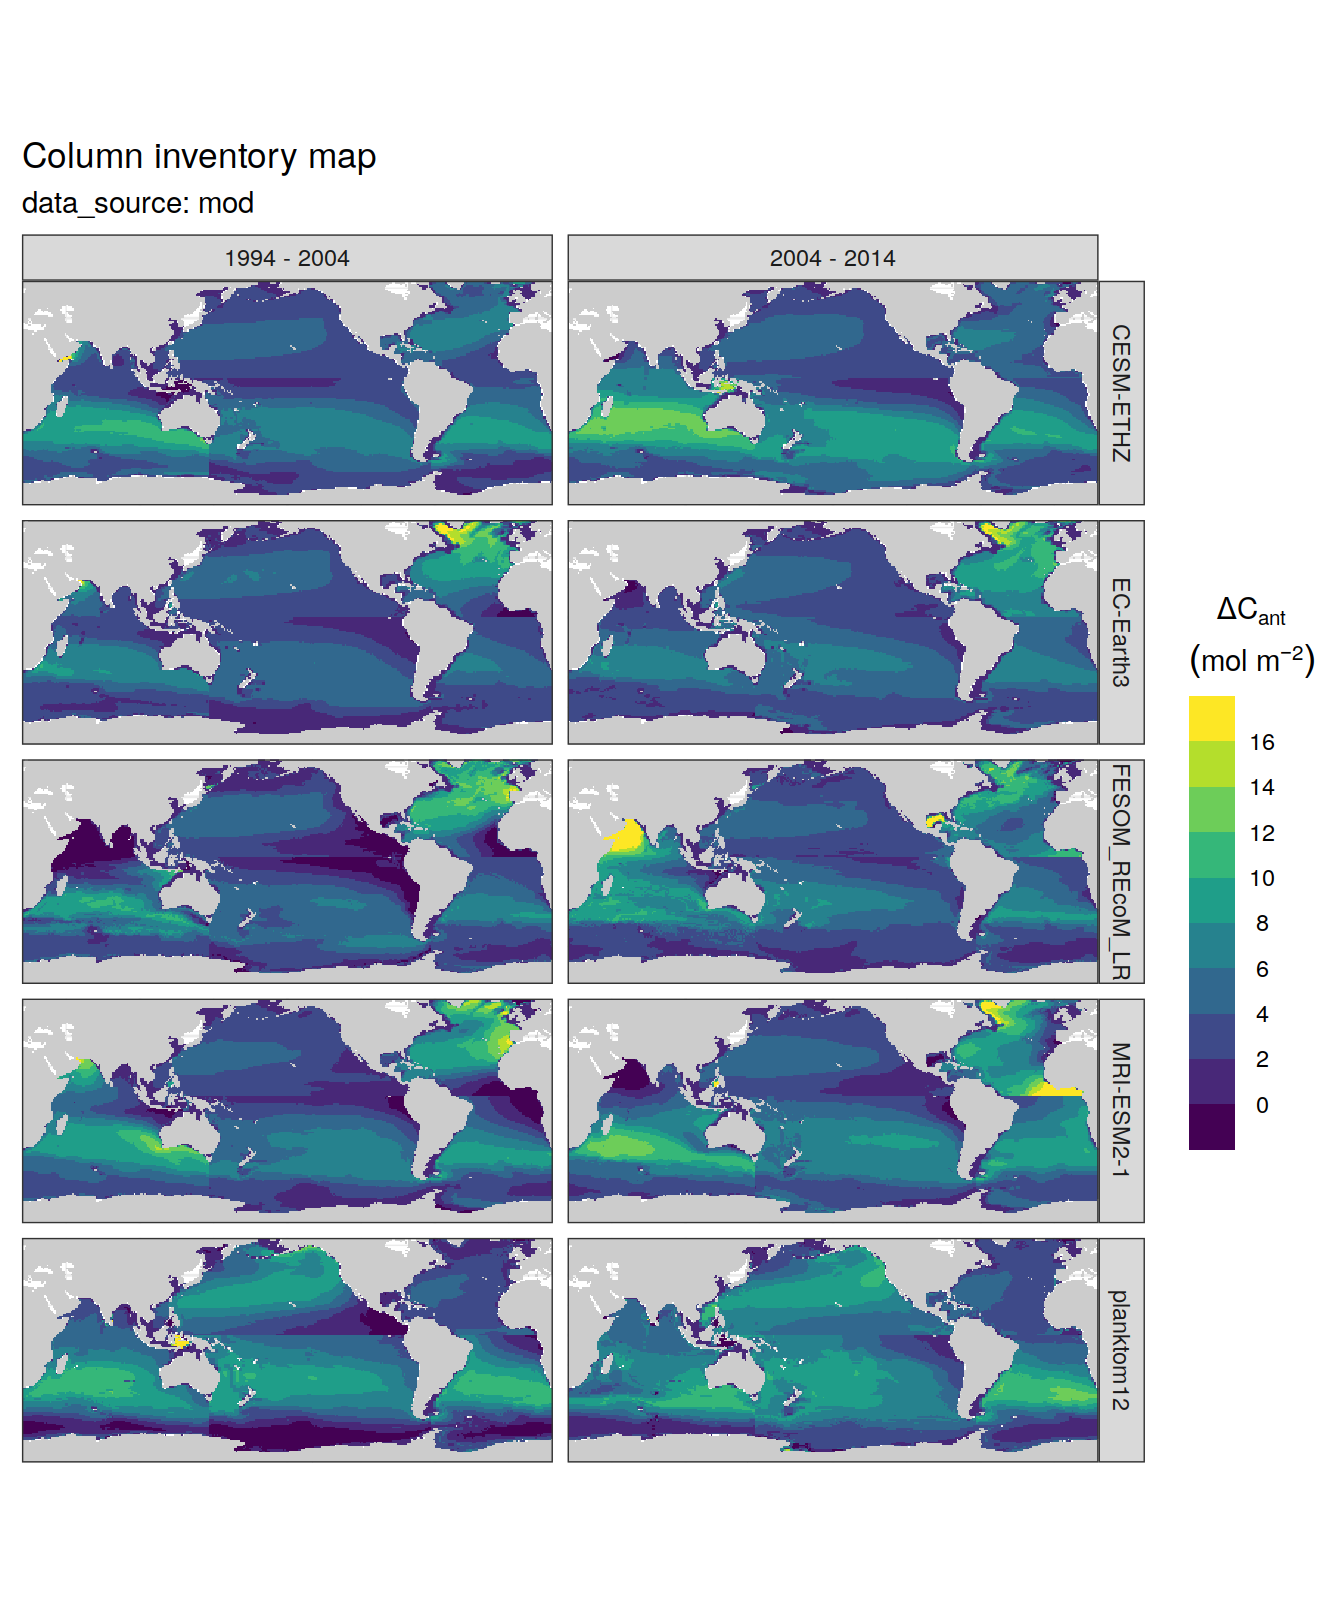 Column inventory map
data_source: mod
1994 - 2004
2004 - 2014
CESM-ETHZ
EC-Earth3
FESOM_REcoM_LR
MRI-ESM2-1
planktom12
ΔCant
(mol m−2)
16
14
12
10
8
6
4
2
0